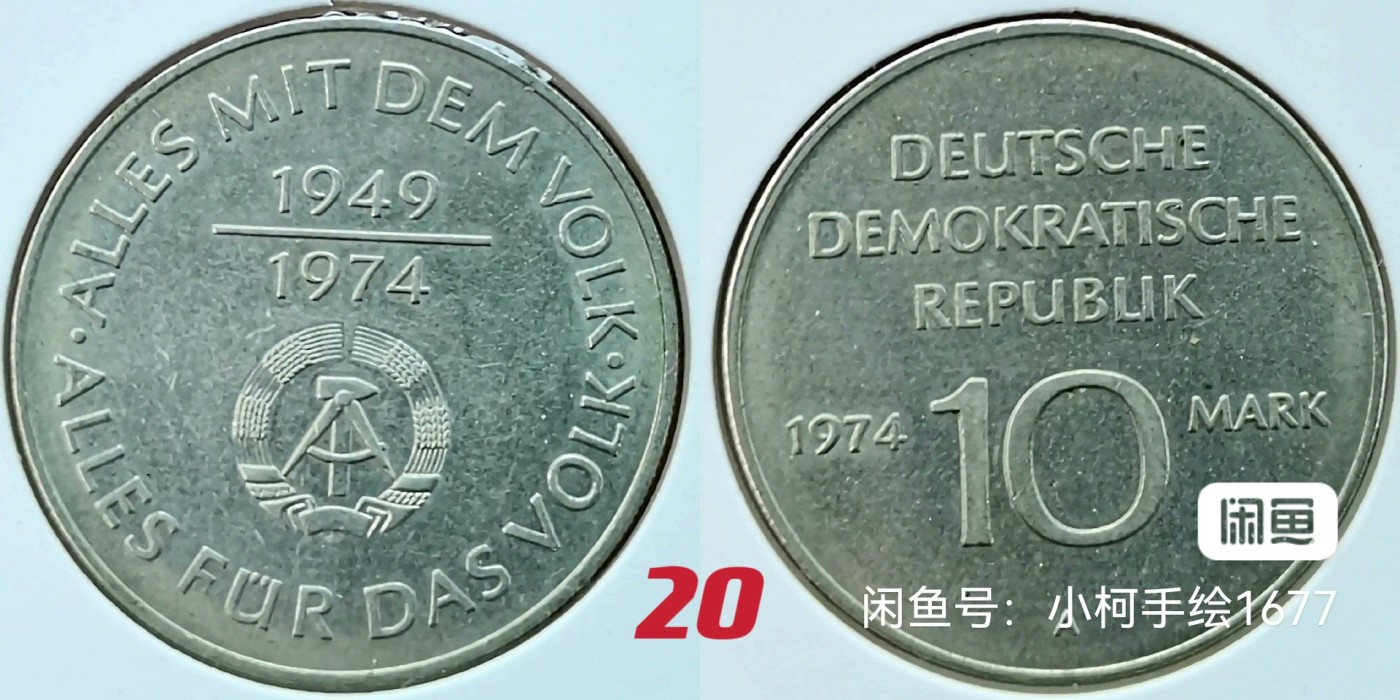 ALLES MIT DEM VOLK · ALLES FÜR DAS VOLK ·
1949
1974
DEUTSCHE
DEMOKRATISCHE
REPUBLIK
1974 10 MARK
A
20
闲鱼
闲鱼号：小柯手绘1677